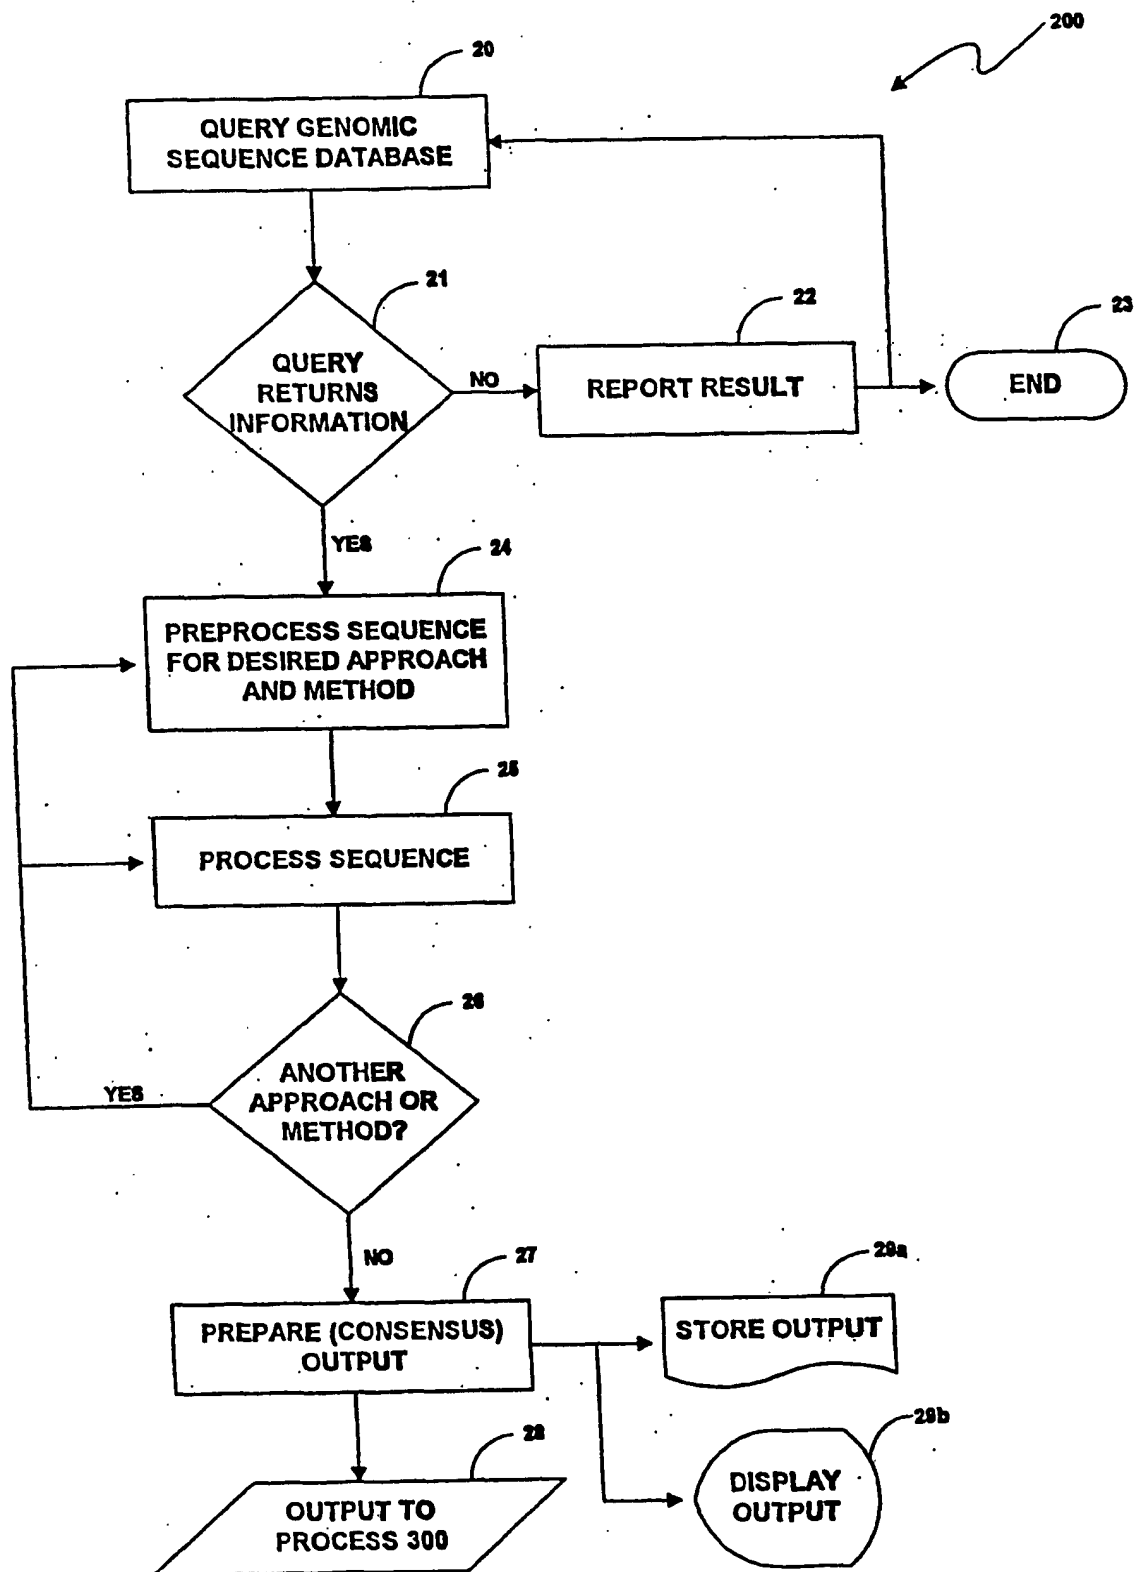 200
20
QUERY GENOMIC
SEQUENCE DATABASE
21
QUERY
RETURNS
INFORMATION
NO
22
REPORT RESULT
23
END
YES
24
PREPROCESS SEQUENCE
FOR DESIRED APPROACH
AND METHOD
25
PROCESS SEQUENCE
26
ANOTHER
APPROACH OR
METHOD?
YES
NO
27
PREPARE (CONSENSUS)
OUTPUT
29a
STORE OUTPUT
29b
DISPLAY
OUTPUT
28
OUTPUT TO
PROCESS 300